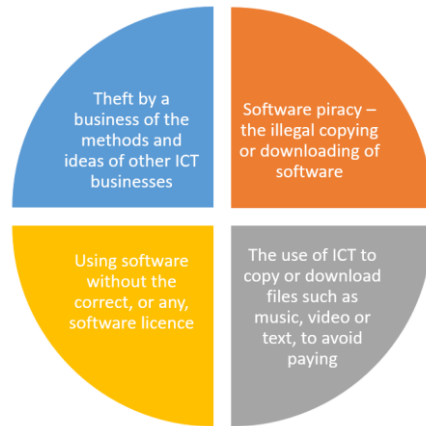 Theft by a
business of the
methods and
ideas of other ICT
businesses
Software piracy –
the illegal copying
or downloading of
software
Using software
without the
correct, or any,
software licence
The use of ICT to
copy or download
files such as
music, video or
text, to avoid
paying